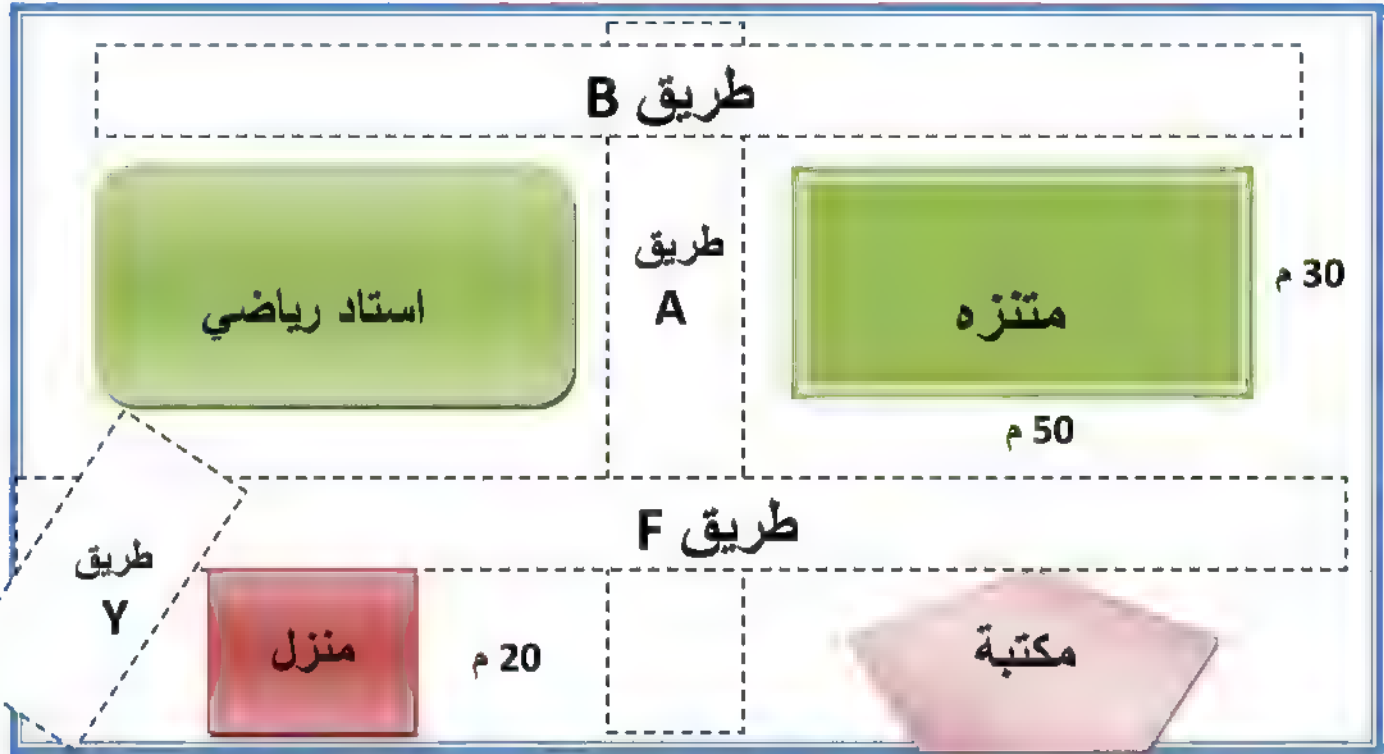 طريق B
طريق
A
استاد رياضي
متنزه
30 م
50 م
طريق F
طريق
Y
منزل
20 م
مكتبة